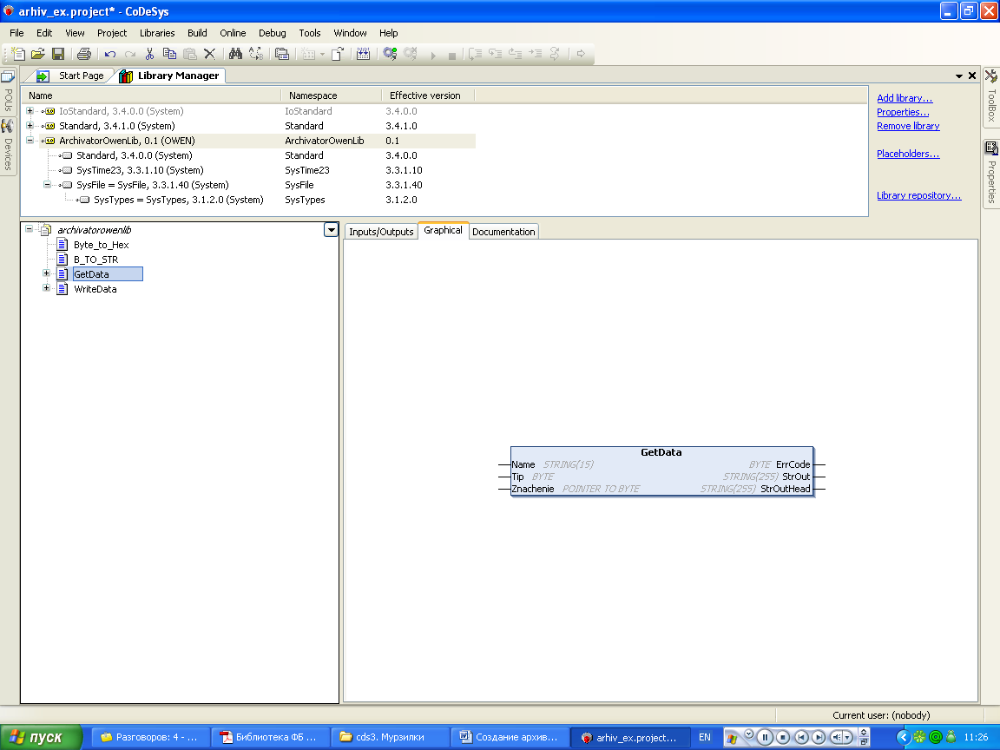 arhiv_ex.project* - CoDeSys
File Edit View Project Libraries Build Online Debug Tools Window Help
Start Page Library Manager
POUs
Devices
ToolBox
Properties
Name Namespace Effective version
IoStandard, 3.4.0.0 (System) IoStandard 3.4.0.0
Standard, 3.4.1.0 (System) Standard 3.4.1.0
ArchivatorOwenLib, 0.1 (OWEN) ArchivatorOwenLib 0.1
Standard, 3.4.0.0 (System) Standard 3.4.0.0
SysTime23, 3.3.1.10 (System) SysTime23 3.3.1.10
SysFile = SysFile, 3.3.1.40 (System) SysFile 3.3.1.40
SysTypes = SysTypes, 3.1.2.0 (System) SysTypes 3.1.2.0
Add library...
Properties...
Remove library
Placeholders...
Library repository...
archivatorowenlib
Byte_to_Hex
B_TO_STR
GetData
WriteData
Inputs/Outputs Graphical Documentation
GetData
Name STRING(15) BYTE ErrCode
Tip BYTE STRING(255) StrOut
Znachenie POINTER TO BYTE STRING(255) StrOutHead
Current user: (nobody)
пуск Разговоров: 4 - ... Библиотека ФБ ... cds3. Мурзилки Создание архив... arhiv_ex.project... EN 11:26